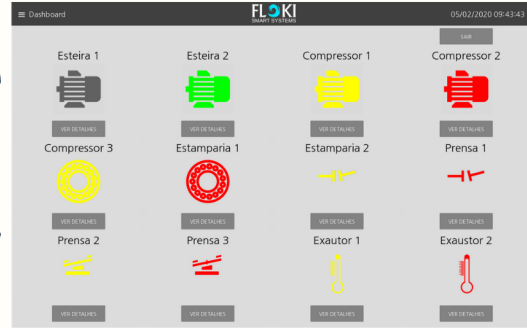 Dashboard
FLOKI
SMART SYSTEMS
05/02/2020 09:43:43
Esteira 1
Esteira 2
Compressor 1
Compressor 2
VER DETALHES
VER DETALHES
VER DETALHES
VER DETALHES
Compressor 3
Estamparia 1
Estamparia 2
Prensa 1
VER DETALHES
VER DETALHES
VER DETALHES
VER DETALHES
Prensa 2
Prensa 3
Exautor 1
Exaustor 2
VER DETALHES
VER DETALHES
VER DETALHES
VER DETALHES